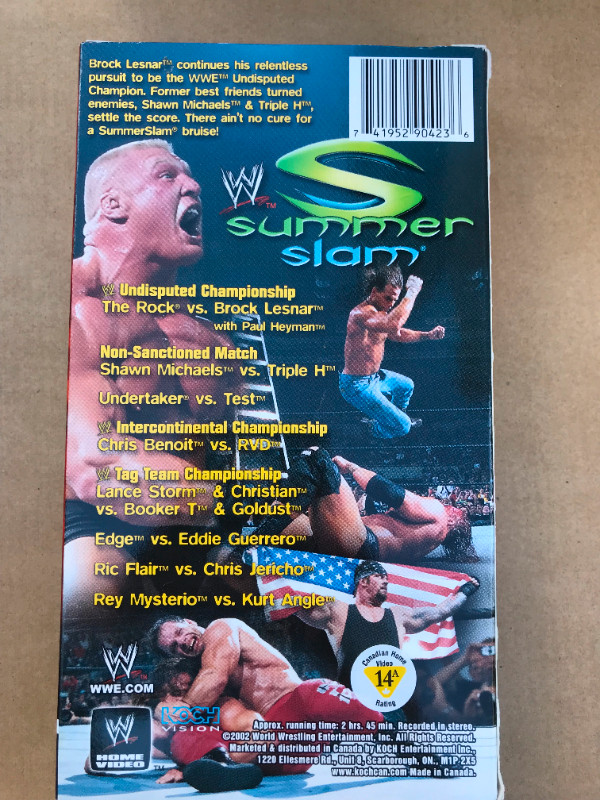 Brock Lesnar™ continues his relentless
pursuit to be the WWE™ Undisputed
Champion. Former best friends turned
enemies, Shawn Michaels™ & Triple H™,
settle the score. There ain't no cure for
a SummerSlam® bruise!
7 41952 90423 6
W™
S
summer
slam®
Undisputed Championship
The Rock® vs. Brock Lesnar™
with Paul Heyman™
Non-Sanctioned Match
Shawn Michaels™ vs. Triple H™
Undertaker® vs. Test™
Intercontinental Championship
Chris Benoit™ vs. RVD™
Tag Team Championship
Lance Storm™ & Christian™
vs. Booker T™ & Goldust™
Edge™ vs. Eddie Guerrero™
Ric Flair™ vs. Chris Jericho™
Rey Mysterio™ vs. Kurt Angle™
Canadian Home
Video
14A
Rating
W™
WWE.COM
W
HOME
VIDEO
KOCH
VISION
Approx. running time: 2 hrs. 45 min. Recorded in stereo.
©2002 World Wrestling Entertainment, Inc. All Rights Reserved.
Marketed & distributed in Canada by KOCH Entertainment Inc.,
1220 Ellesmere Rd., Unit 8, Scarborough, ON., M1P 2X5
www.kochcan.com Made in Canada.